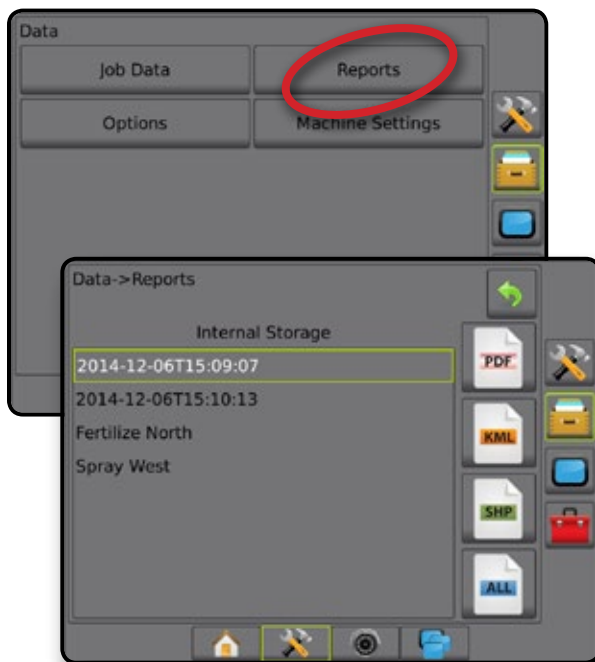 Data
Job Data
Reports
Options
Machine Settings
Data->Reports
Internal Storage
2014-12-06T15:09:07
2014-12-06T15:10:13
Fertilize North
Spray West
PDF
KML
SHP
ALL